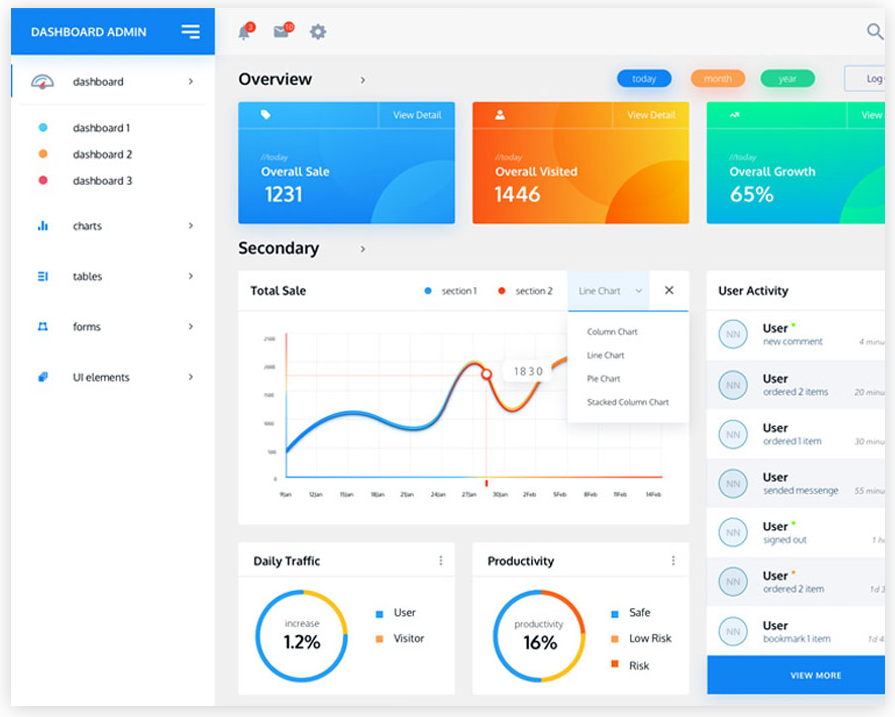 DASHBOARD ADMIN
3
10
dashboard
dashboard 1
dashboard 2
dashboard 3
charts
tables
forms
UI elements
Overview
today
month
year
Log
View Detail
//today
Overall Sale
1231
View Detail
//today
Overall Visited
1446
View
//today
Overall Growth
65%
Secondary
Total Sale
section 1
section 2
Line Chart
Column Chart
Line Chart
Pie Chart
Stacked Column Chart
1830
2500
2000
1500
1000
500
0
9Jan 12Jan 15Jan 18Jan 21Jan 24Jan 27Jan 30Jan 2Feb 5Feb 8Feb 11Feb 14Feb
User Activity
NN
User
new comment
4 minu
NN
User
ordered 2 items
20 minu
NN
User
ordered 1 item
30 minu
NN
User
sended messenge
55 minu
NN
User
signed out
1 h
NN
User
ordered 2 item
1d 3
NN
User
bookmark 1 item
1d 4
VIEW MORE
Daily Traffic
increase
1.2%
User
Visitor
Productivity
productivity
16%
Safe
Low Risk
Risk